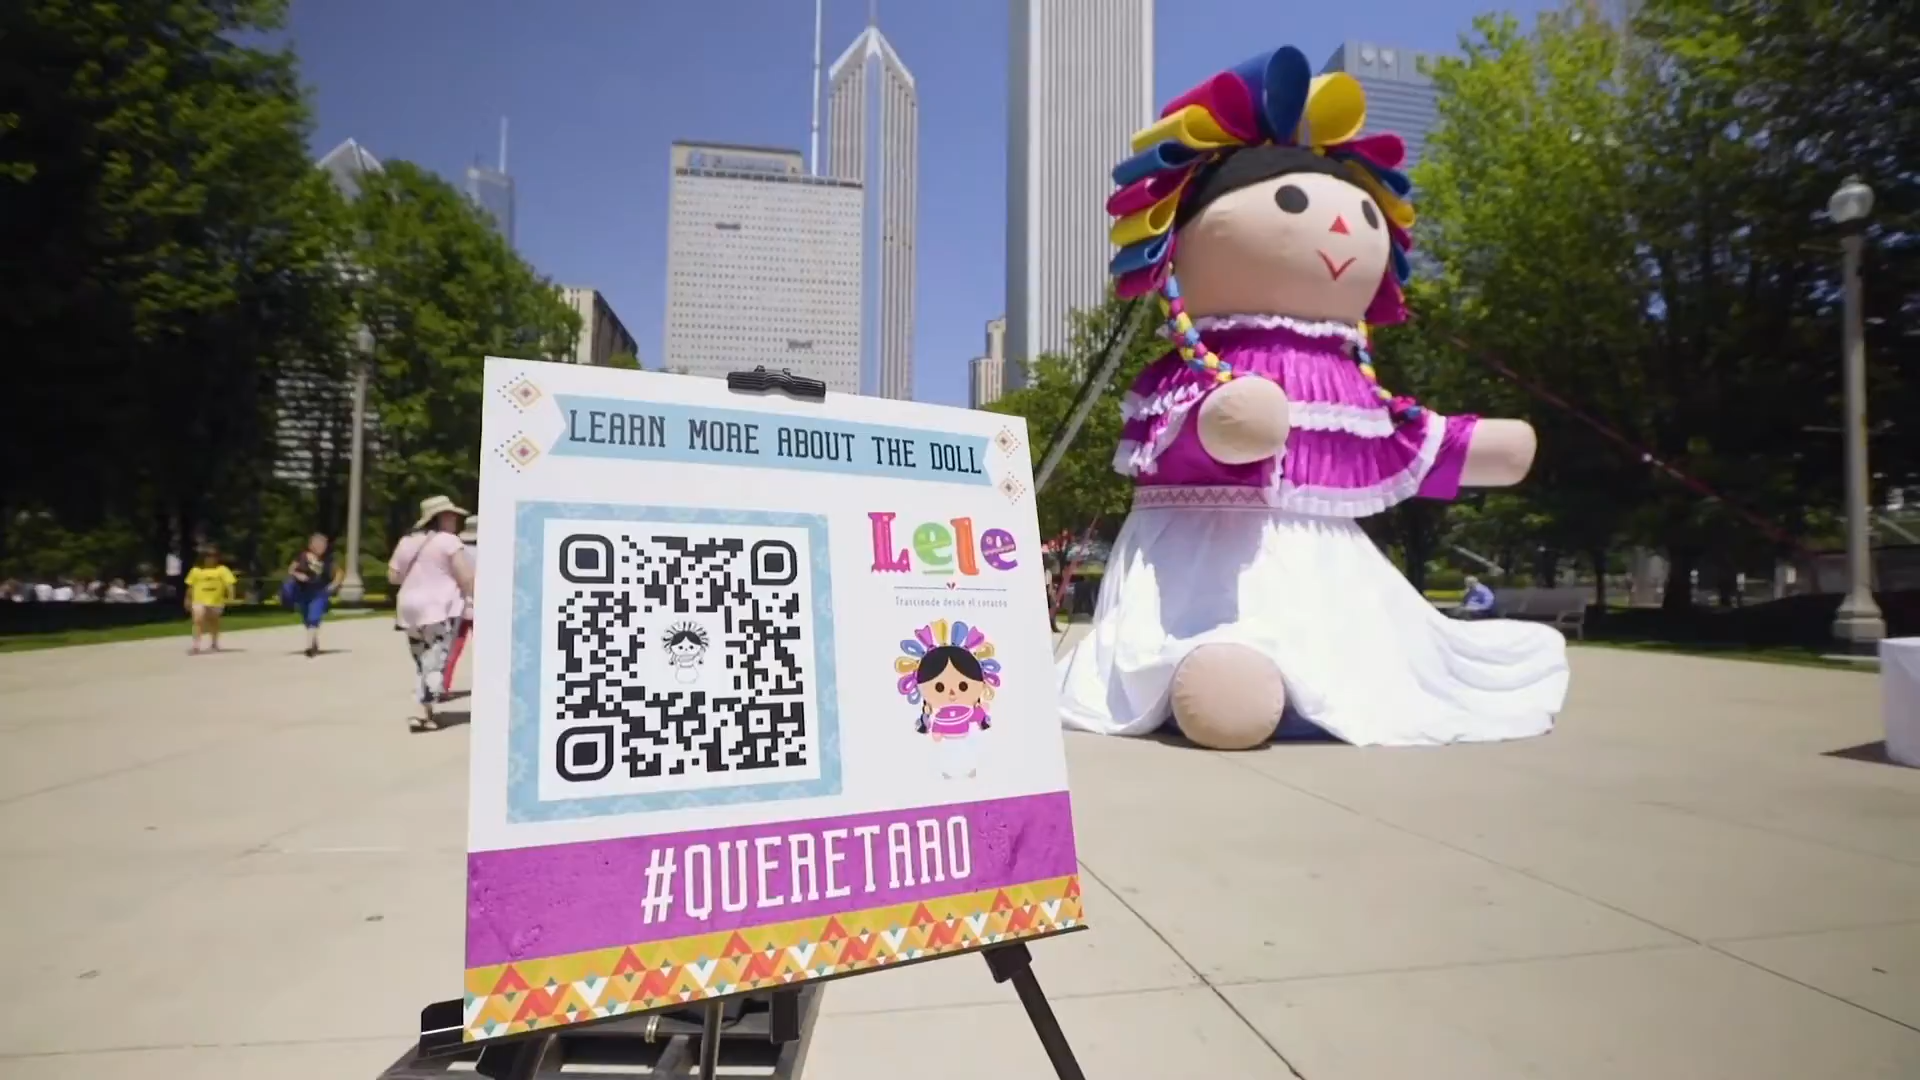 LEARN MORE ABOUT THE DOLL
Lele
Trasciende desde el corazón
#QUERETARO